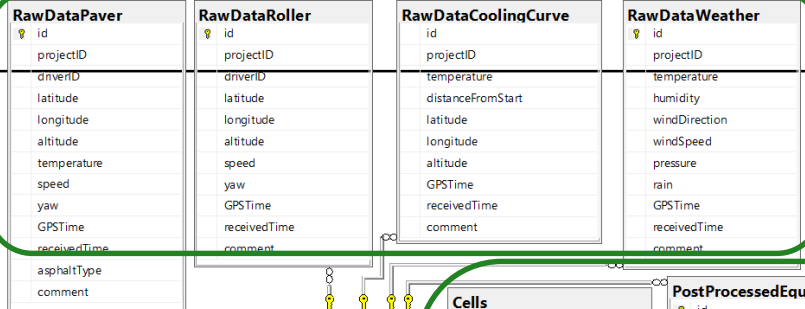 RawDataPaver
id
projectID
driverID
latitude
longitude
altitude
temperature
speed
yaw
GPSTime
receivedTime
asphaltType
comment
RawDataRoller
id
projectID
driverID
latitude
longitude
altitude
speed
yaw
GPSTime
receivedTime
comment
RawDataCoolingCurve
id
projectID
temperature
distanceFromStart
latitude
longitude
altitude
GPSTime
receivedTime
comment
RawDataWeather
id
projectID
temperature
humidity
windDirection
windSpeed
pressure
rain
GPSTime
receivedTime
comment
Cells
PostProcessedEqu
id